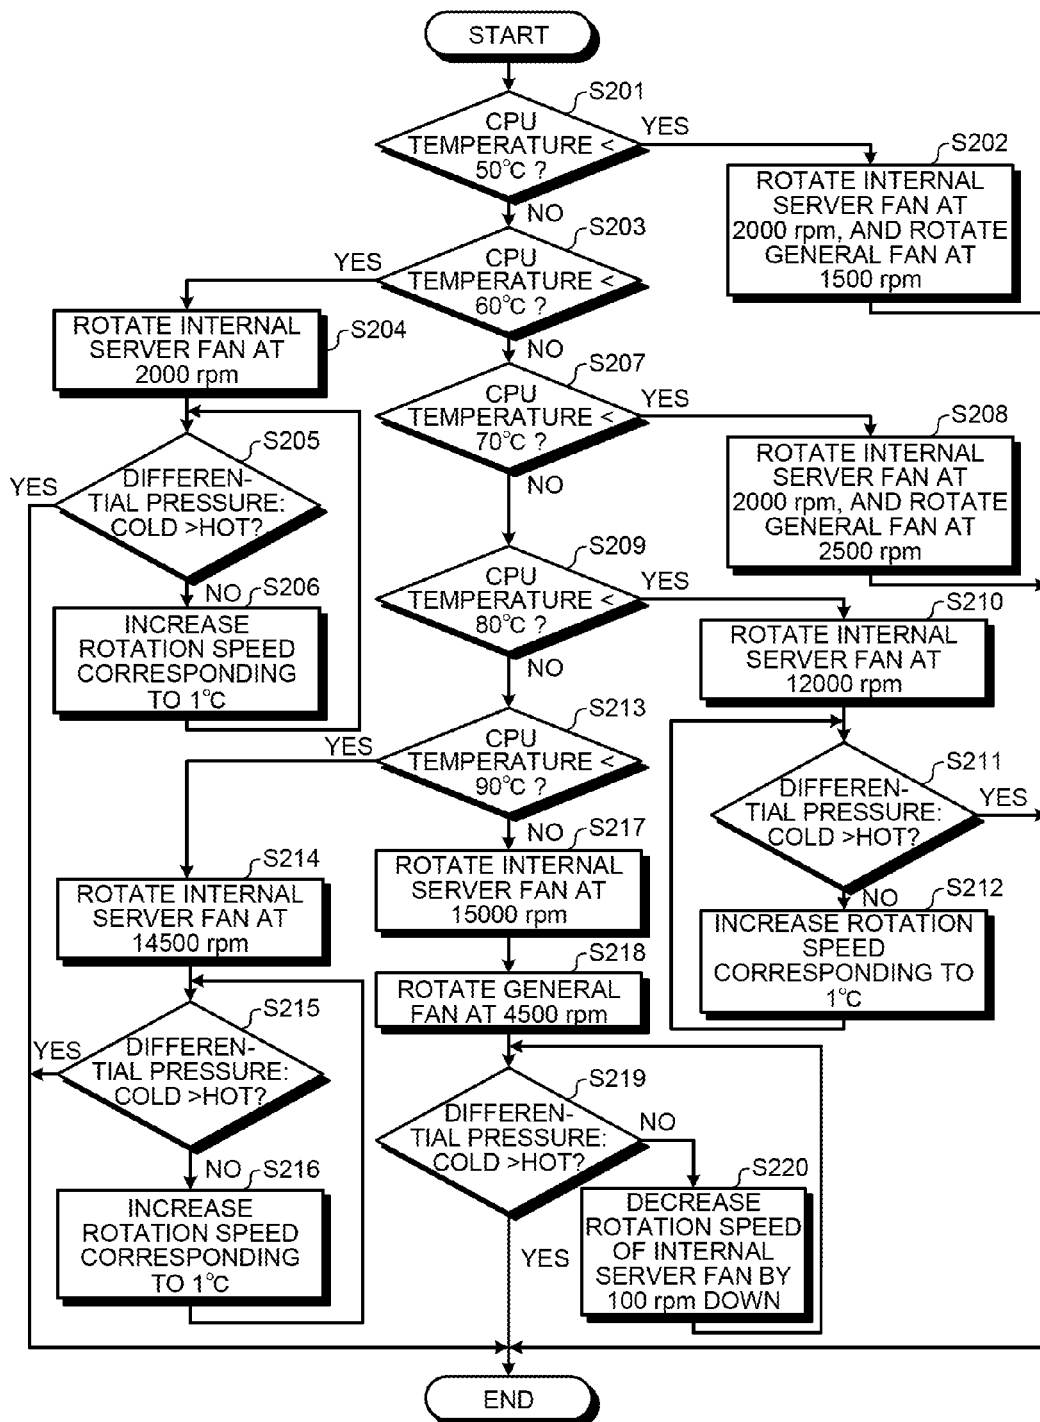 START
S201
CPU
TEMPERATURE <
50°C ?
YES
NO
S202
ROTATE INTERNAL
SERVER FAN AT
2000 rpm, AND ROTATE
GENERAL FAN AT
1500 rpm
S203
CPU
TEMPERATURE <
60°C ?
YES
NO
S204
ROTATE INTERNAL
SERVER FAN AT
2000 rpm
S205
DIFFEREN-
TIAL PRESSURE:
COLD >HOT?
YES
NO
S206
INCREASE
ROTATION SPEED
CORRESPONDING
TO 1°C
S207
CPU
TEMPERATURE <
70°C ?
YES
NO
S208
ROTATE INTERNAL
SERVER FAN AT
2000 rpm, AND ROTATE
GENERAL FAN AT
2500 rpm
S209
CPU
TEMPERATURE <
80°C ?
YES
NO
S210
ROTATE INTERNAL
SERVER FAN AT
12000 rpm
S211
DIFFEREN-
TIAL PRESSURE:
COLD >HOT?
YES
NO
S212
INCREASE ROTATION
SPEED
CORRESPONDING TO
1°C
S213
CPU
TEMPERATURE <
90°C ?
YES
NO
S214
ROTATE INTERNAL
SERVER FAN AT
14500 rpm
S215
DIFFEREN-
TIAL PRESSURE:
COLD >HOT?
YES
NO
S216
INCREASE
ROTATION SPEED
CORRESPONDING
TO 1°C
S217
ROTATE INTERNAL
SERVER FAN AT
15000 rpm
S218
ROTATE GENERAL
FAN AT 4500 rpm
S219
DIFFEREN-
TIAL PRESSURE:
COLD >HOT?
NO
YES
S220
DECREASE
ROTATION SPEED
OF INTERNAL
SERVER FAN BY
100 rpm DOWN
END